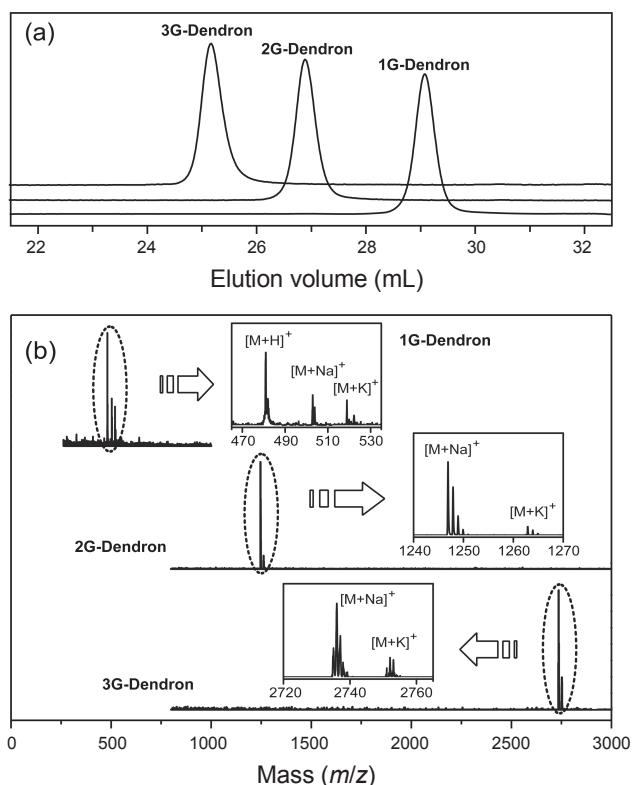 (a)
3G-Dendron
2G-Dendron
1G-Dendron
22 24 26 28 30 32
Elution volume (mL)
(b)
1G-Dendron
[M+H]+
[M+Na]+
[M+K]+
465 490 510 530
[M+Na]+
[M+K]+
1240 1250 1260 1270
2G-Dendron
[M+Na]+
[M+K]+
2720 2740 2760
3G-Dendron
0 500 1000 1500 2000 2500 3000
Mass (m/z)